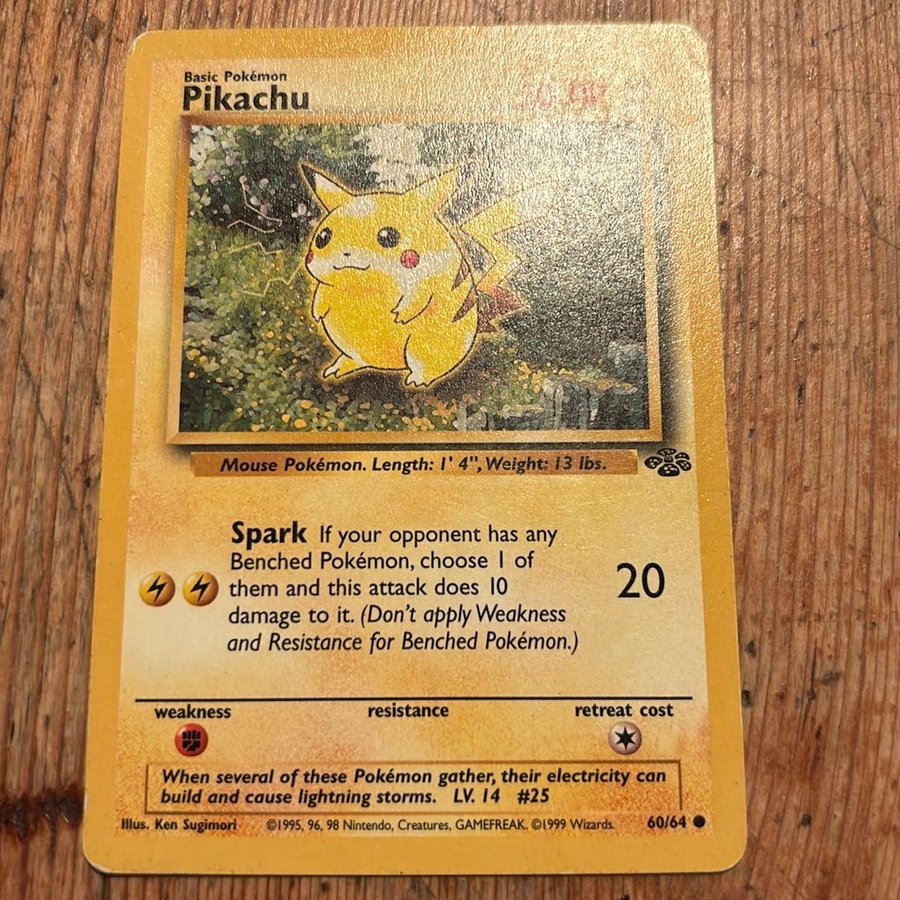 Basic Pokémon
Pikachu
Mouse Pokémon. Length: 1' 4", Weight: 13 lbs.
Spark If your opponent has any
Benched Pokémon, choose 1 of
them and this attack does 10
damage to it. (Don't apply Weakness
and Resistance for Benched Pokémon.)
20
weakness resistance retreat cost
When several of these Pokémon gather, their electricity can
build and cause lightning storms. LV. 14 #25
Illus. Ken Sugimori ©1995, 96, 98 Nintendo, Creatures, GAMEFREAK. ©1999 Wizards. 60/64